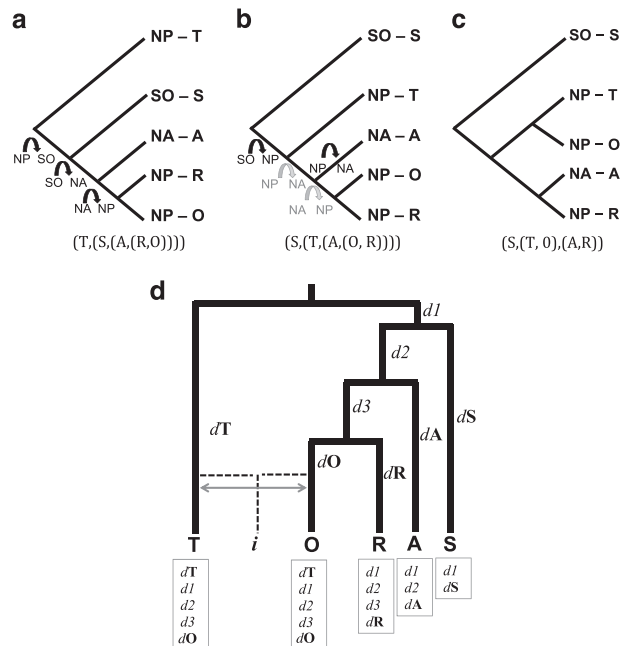 a
NP – T
SO – S
NA – A
NP – R
NP – O
NP SO
SO NA
NA NP
(T,(S,(A,(R,O))))
b
SO – S
NP – T
NA – A
NP – O
NP – R
SO NP
NP NA
NP NA
NA NP
(S,(T,(A,(O, R))))
c
SO – S
NP – T
NP – O
NA – A
NP – R
(S,(T, 0),(A,R))
d
d1
d2
d3
dT
dO
dR
dA
dS
T i O R A S
dT
d1
d2
d3
dO
dT
d1
d2
d3
dO
d1
d2
d3
dR
d1
d2
dA
d1
dS